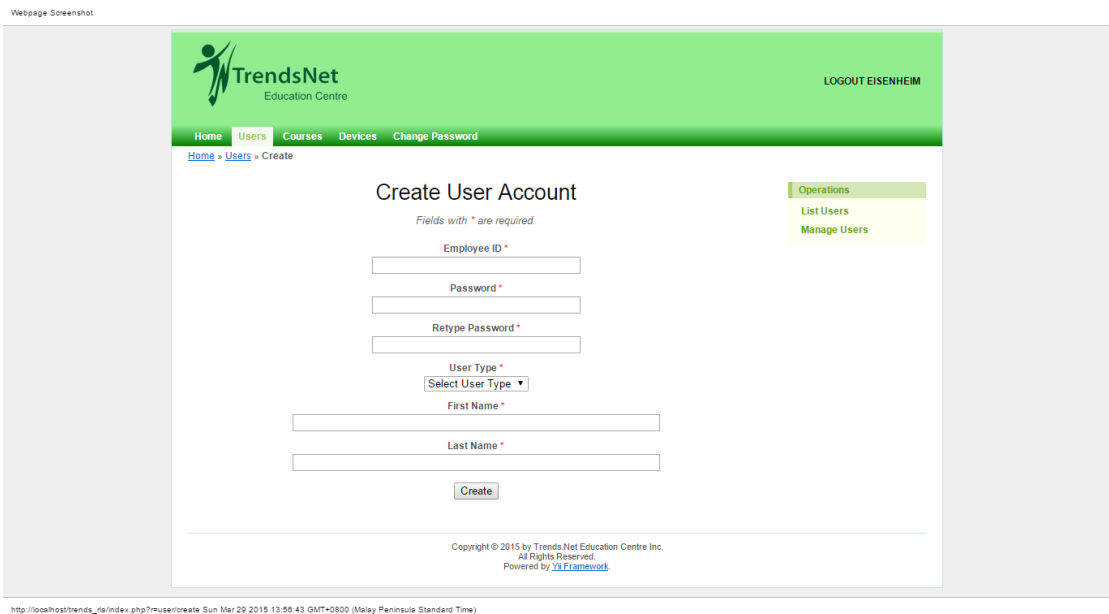 Webpage Screenshot
TrendsNet
Education Centre
LOGOUT EISENHEIM
Home Users Courses Devices Change Password
Home » Users » Create
Create User Account
Fields with * are required.
Employee ID *
Password *
Retype Password *
User Type *
Select User Type
First Name *
Last Name *
Create
Operations
List Users
Manage Users
Copyright © 2015 by Trends.Net Education Centre Inc.
All Rights Reserved.
Powered by Yii Framework.
http://localhost/trends_rla/index.php?r=user/create Sun Mar 29 2015 13:56:43 GMT+0800 (Malay Peninsula Standard Time)